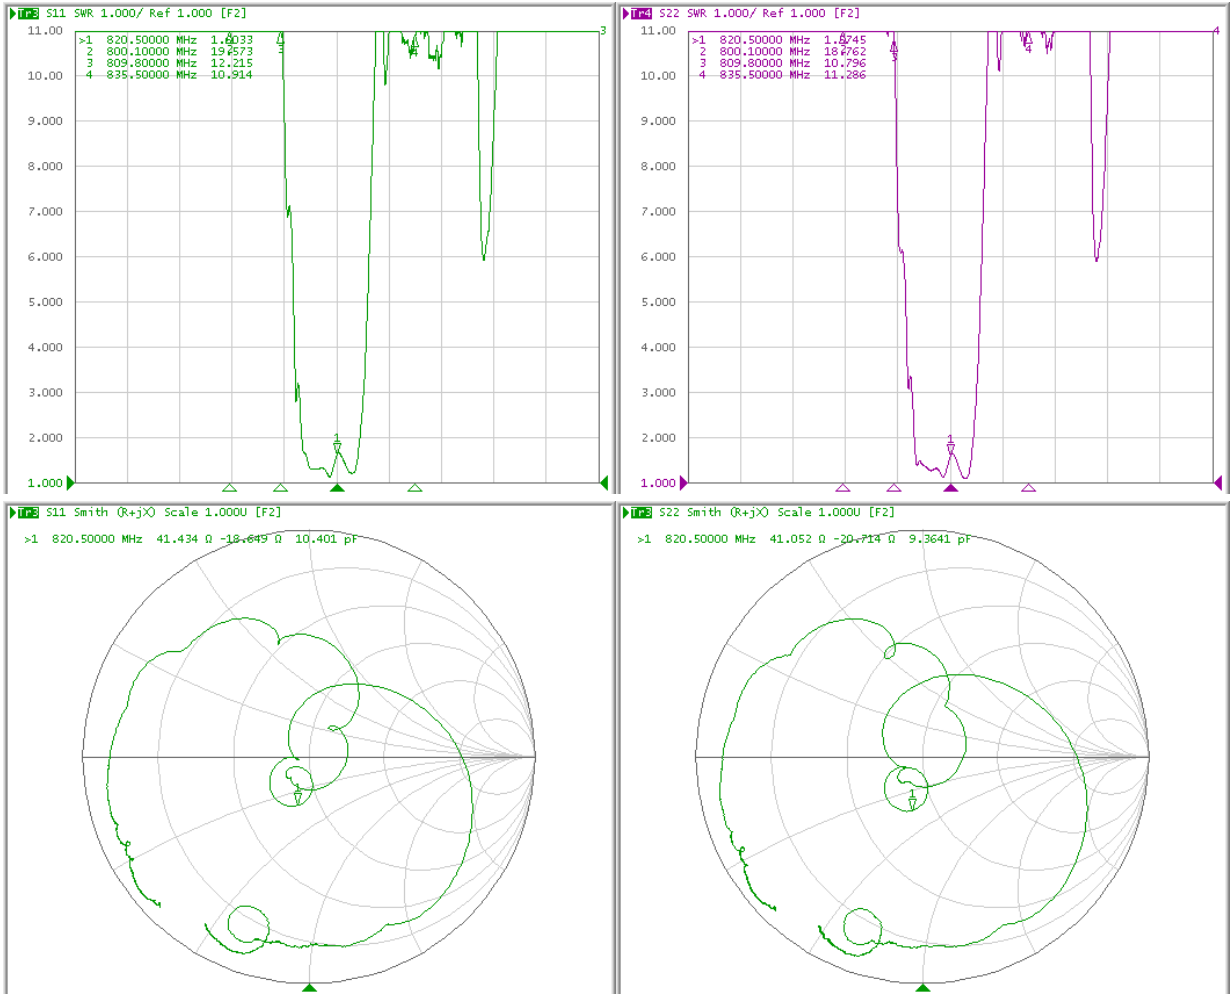 Tr3 S11 SWR 1.000/ Ref 1.000 [F2]
3
11.00
10.00
9.000
8.000
7.000
6.000
5.000
4.000
3.000
2.000
1.000
>1 820.50000 MHz
2 800.10000 MHz
3 809.80000 MHz 12.215
4 835.50000 MHz 10.914
1
Tr4 S22 SWR 1.000/ Ref 1.000 [F2]
4
11.00
10.00
9.000
8.000
7.000
6.000
5.000
4.000
3.000
2.000
1.000
>1 820.50000 MHz
2 800.10000 MHz
3 809.80000 MHz 10.796
4 835.50000 MHz 11.286
4
1
Tr3 S11 Smith (R+jX) Scale 1.000U [F2]
>1 820.50000 MHz 41.434 Ω -18.649 Ω 10.401 pF
Tr3 S22 Smith (R+jX) Scale 1.000U [F2]
>1 820.50000 MHz 41.052 Ω -20.714 Ω 9.3641 pF
1